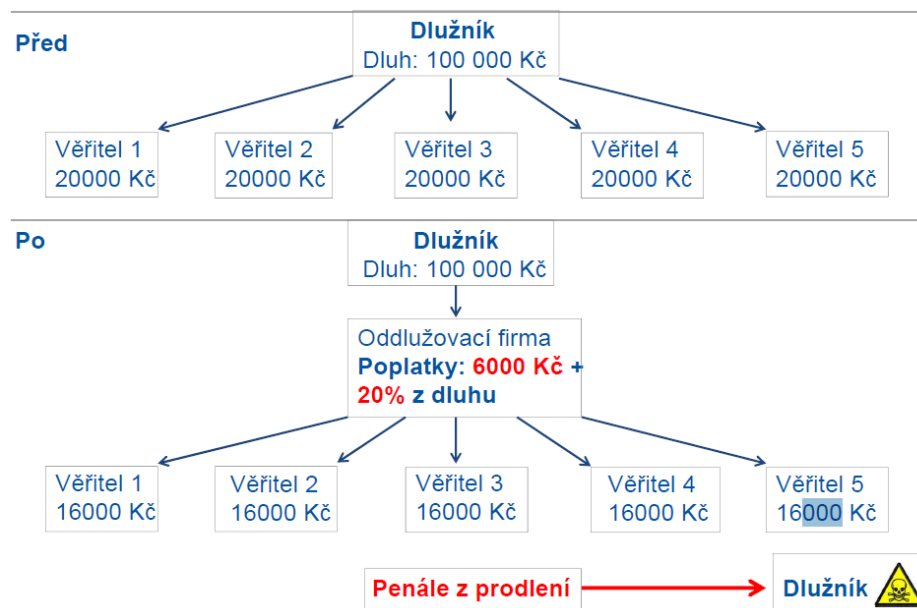 Před
Dlužník
Dluh: 100 000 Kč
Věřitel 1
20000 Kč
Věřitel 2
20000 Kč
Věřitel 3
20000 Kč
Věřitel 4
20000 Kč
Věřitel 5
20000 Kč
Po
Dlužník
Dluh: 100 000 Kč
Oddlužovací firma
Poplatky: 6000 Kč +
20% z dluhu
Věřitel 1
16000 Kč
Věřitel 2
16000 Kč
Věřitel 3
16000 Kč
Věřitel 4
16000 Kč
Věřitel 5
16000 Kč
Penále z prodlení
Dlužník